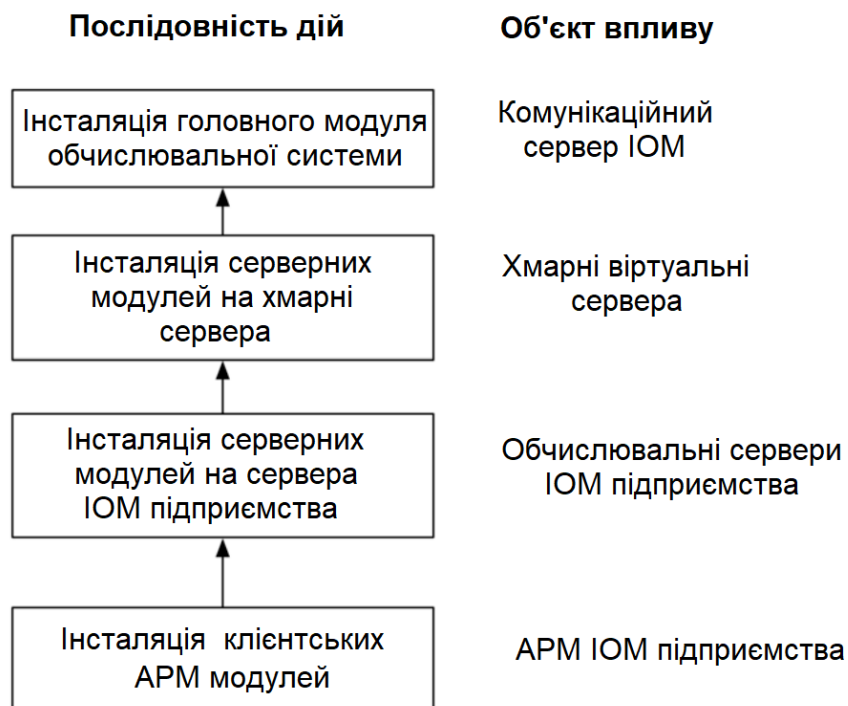 Послідовність дій
Об'єкт впливу
Інсталяція головного модуля
обчислювальної системи
Комунікаційний
сервер ІОМ
Інсталяція серверних
модулей на хмарні
сервера
Хмарні віртуальні
сервера
Інсталяція серверних
модулей на сервера
ІОМ підприємства
Обчислювальні сервери
ІОМ підприємства
Інсталяція клієнтських
АРМ модулей
АРМ ІОМ підприємства